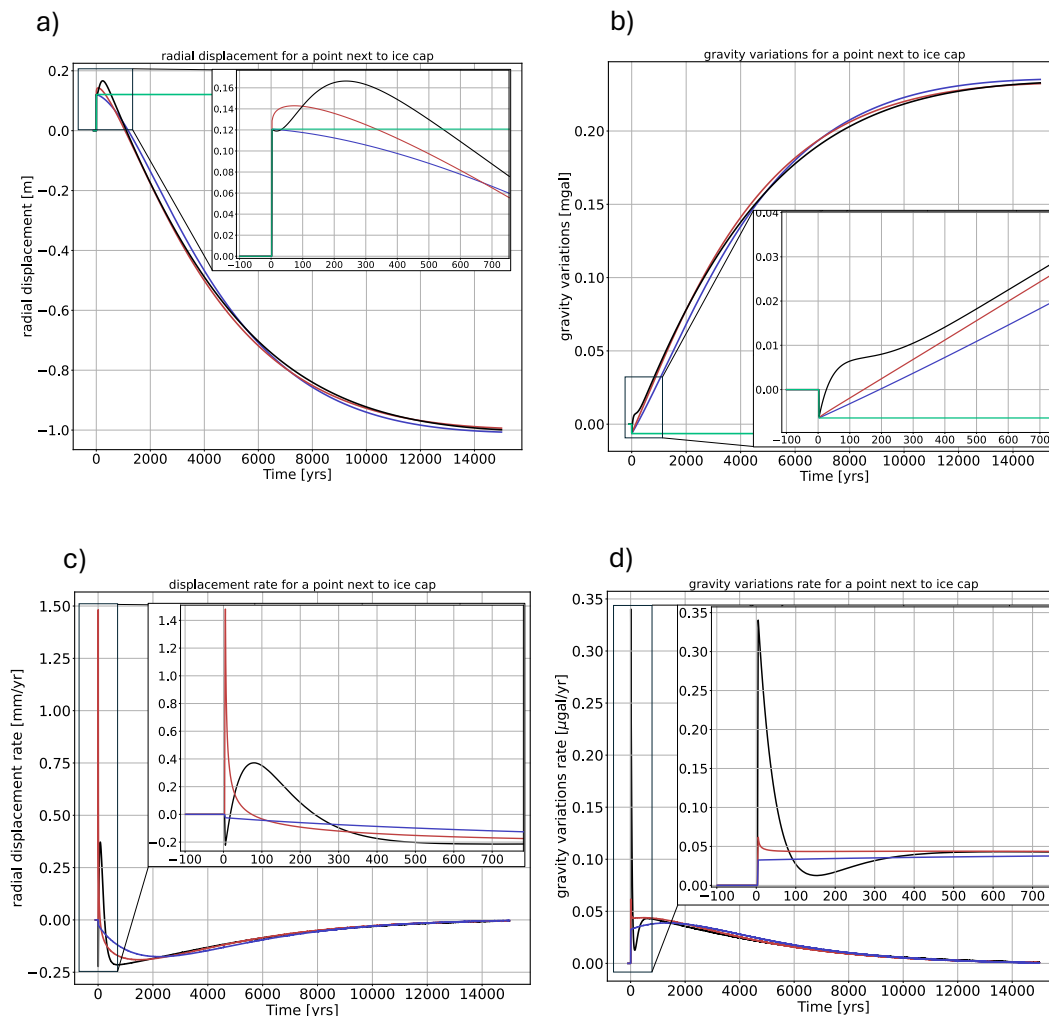 a)
radial displacement for a point next to ice cap
0.2
0.0
−0.2
−0.4
−0.6
−0.8
−1.0
radial displacement [m]
0.16
0.14
0.12
0.10
0.08
0.06
0.04
0.02
0.00
−100 0 100 200 300 400 500 600 700
0 2000 4000 6000 8000 10000 12000 14000
Time [yrs]
b)
gravity variations for a point next to ice cap
0.20
0.15
0.10
0.05
0.00
gravity variations [mgal]
0.04
0.03
0.02
0.01
0.00
−100 0 100 200 300 400 500 600 700
0 2000 4000 6000 8000 10000 12000 14000
Time [yrs]
c)
displacement rate for a point next to ice cap
1.50
1.25
1.00
0.75
0.50
0.25
0.00
−0.25
radial displacement rate [mm/yr]
1.4
1.2
1.0
0.8
0.6
0.4
0.2
0.0
−0.2
−100 0 100 200 300 400 500 600 700
0 2000 4000 6000 8000 10000 12000 14000
Time [yrs]
d)
gravity variations rate for a point next to ice cap
0.35
0.30
0.25
0.20
0.15
0.10
0.05
0.00
gravity variations rate [μgal/yr]
0.35
0.30
0.25
0.20
0.15
0.10
0.05
0.00
−100 0 100 200 300 400 500 600 700
0 2000 4000 6000 8000 10000 12000 14000
Time [yrs]